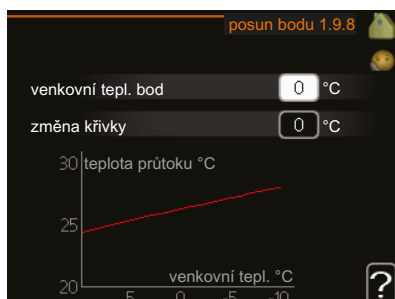 posun bodu 1.9.8
venkovní tepl. bod 0 °C
změna křivky 0 °C
30 teplota průtoku °C
25
venkovní tepl. °C
20
5 0 -5 -10
?